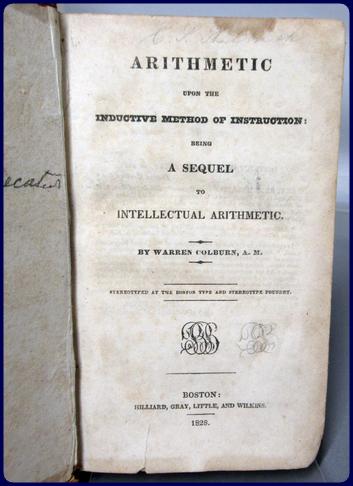 ARITHMETIC
UPON THE
INDUCTIVE METHOD OF INSTRUCTION:
BEING
A SEQUEL
TO
INTELLECTUAL ARITHMETIC.
BY WARREN COLBURN, A. M.
STEREOTYPED AT THE BOSTON TYPE AND STEREOTYPE FOUNDRY.
BOSTON:
HILLIARD, GRAY, LITTLE, AND WILKINS.
1828.